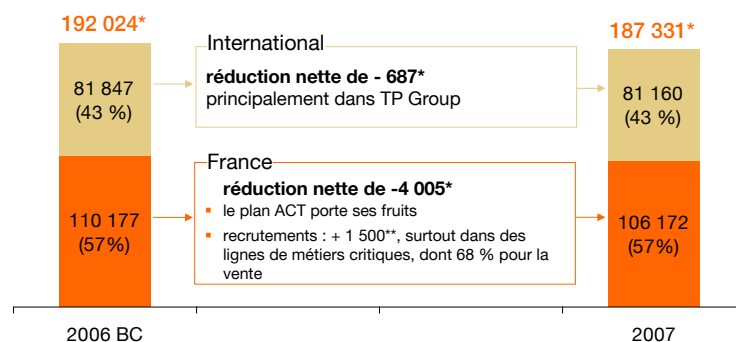 192 024*
187 331*
International
réduction nette de - 687*
principalement dans TP Group
81 847
(43 %)
81 160
(43 %)
France
réduction nette de -4 005*
le plan ACT porte ses fruits
recrutements : + 1 500**, surtout dans des
lignes de métiers critiques, dont 68 % pour la
vente
110 177
(57%)
106 172
(57%)
2006 BC
2007